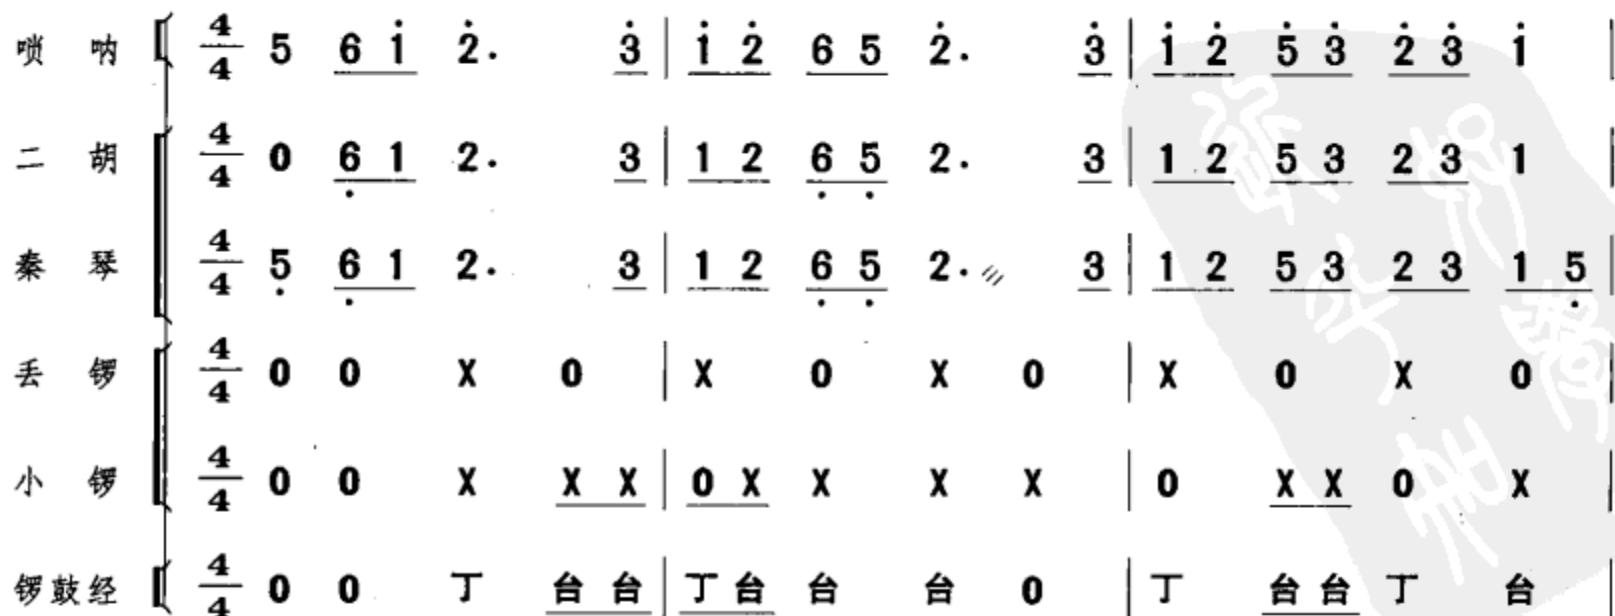 唢呐 4/4 5 6 i̇ 2̇. 3̇ | i̇ 2̇ 6 5 2̇. 3̇ | i̇ 2̇ 5̇ 3̇ 2̇ 3̇ i̇ |
二胡 4/4 0 6̣ 1 2. 3 | 1 2 6̣ 5̣ 2. 3 | 1 2 5 3 2 3 1 |
秦琴 4/4 5̣ 6̣ 1 2. 3 | 1 2 6̣ 5̣ 2. 3 | 1 2 5 3 2 3 1 5̣ |
丢锣 4/4 0 0 X 0 | X 0 X 0 | X 0 X 0 |
小锣 4/4 0 0 X X X | 0 X X X X | 0 X X 0 X |
锣鼓经 4/4 0 0 丁 台 台 | 丁 台 台 台 0 | 丁 台 台 丁 台 |